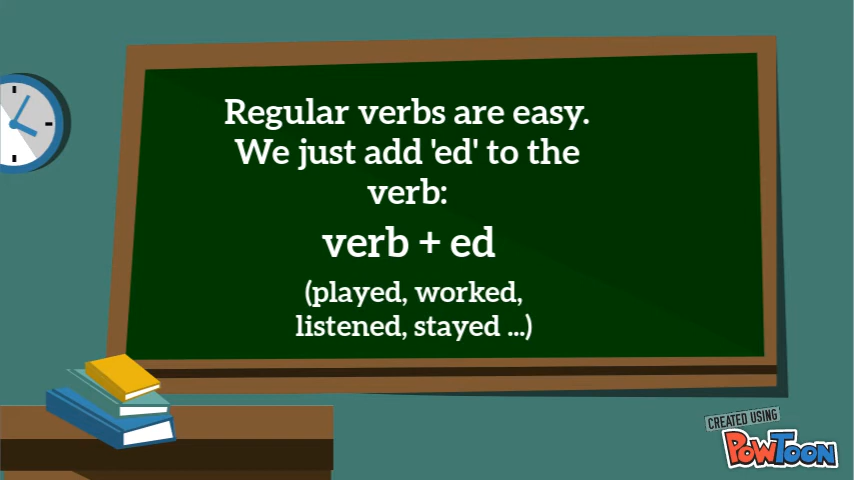 Regular verbs are easy.
We just add 'ed' to the
verb:
verb + ed
(played, worked,
listened, stayed ...)
CREATED USING
POWTOON